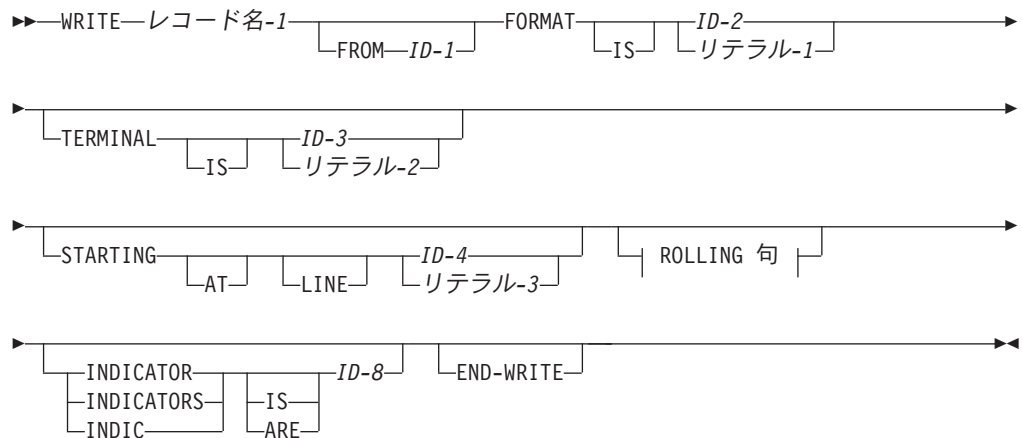 WRITE レコード名-1 FORMAT ID-2
FROM ID-1 IS リテラル-1
TERMINAL ID-3
IS リテラル-2
STARTING ID-4 ROLLING 句
AT LINE リテラル-3
INDICATOR ID-8 END-WRITE
INDICATORS IS
INDIC ARE